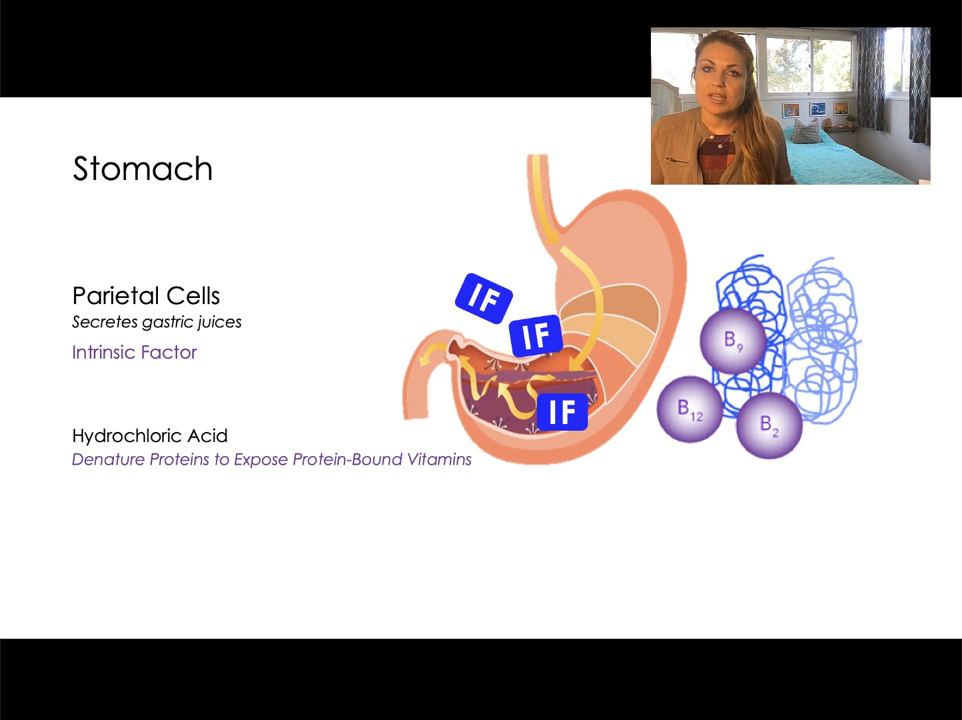 Stomach
Parietal Cells
Secretes gastric juices
Intrinsic Factor
Hydrochloric Acid
Denature Proteins to Expose Protein-Bound Vitamins
IF
IF
IF
B9
B12
B2